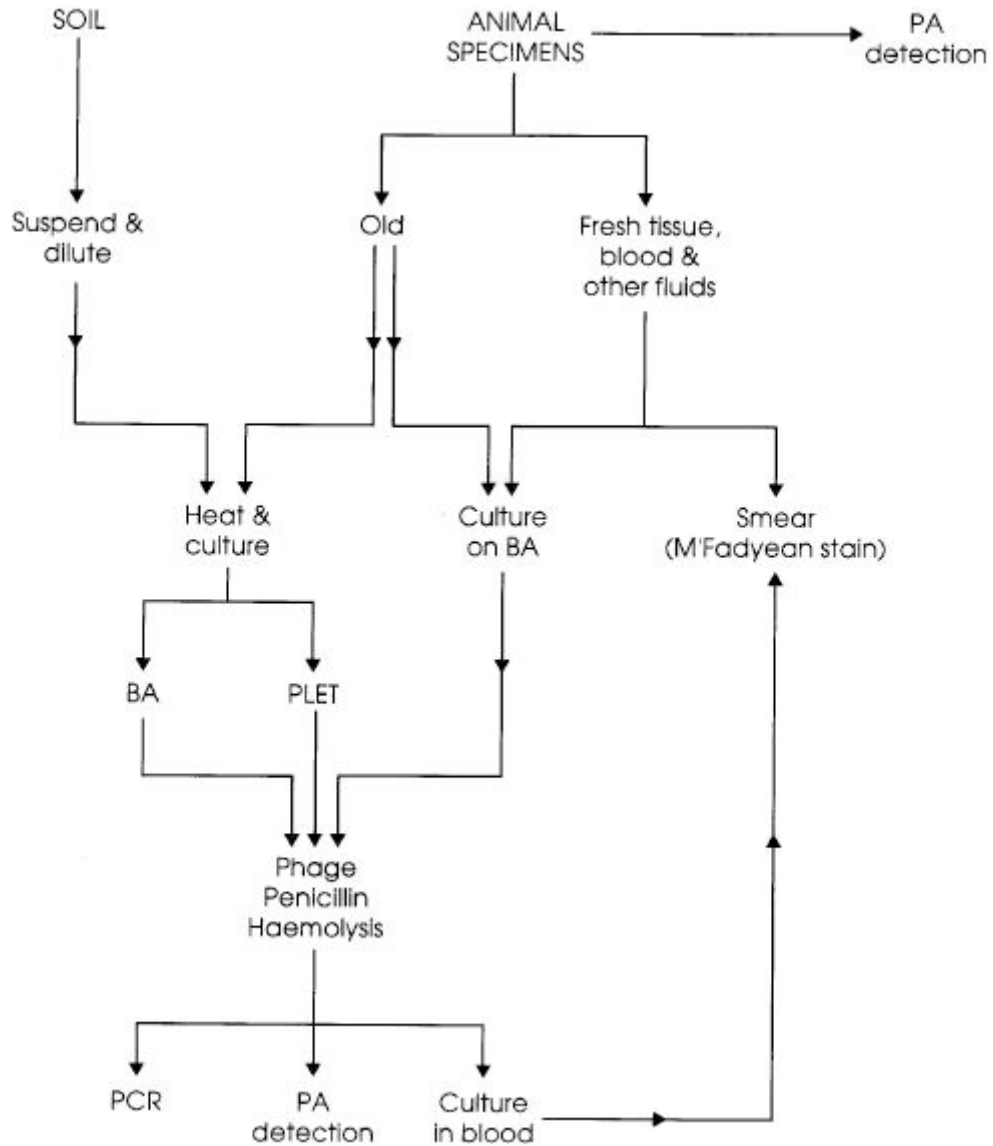 SOIL
ANIMAL
SPECIMENS
PA
detection
Suspend &
dilute
Old
Fresh tissue,
blood &
other fluids
Heat &
culture
Culture
on BA
Smear
(M'Fadyean stain)
BA
PLET
Phage
Penicillin
Haemolysis
PCR
PA
detection
Culture
in blood